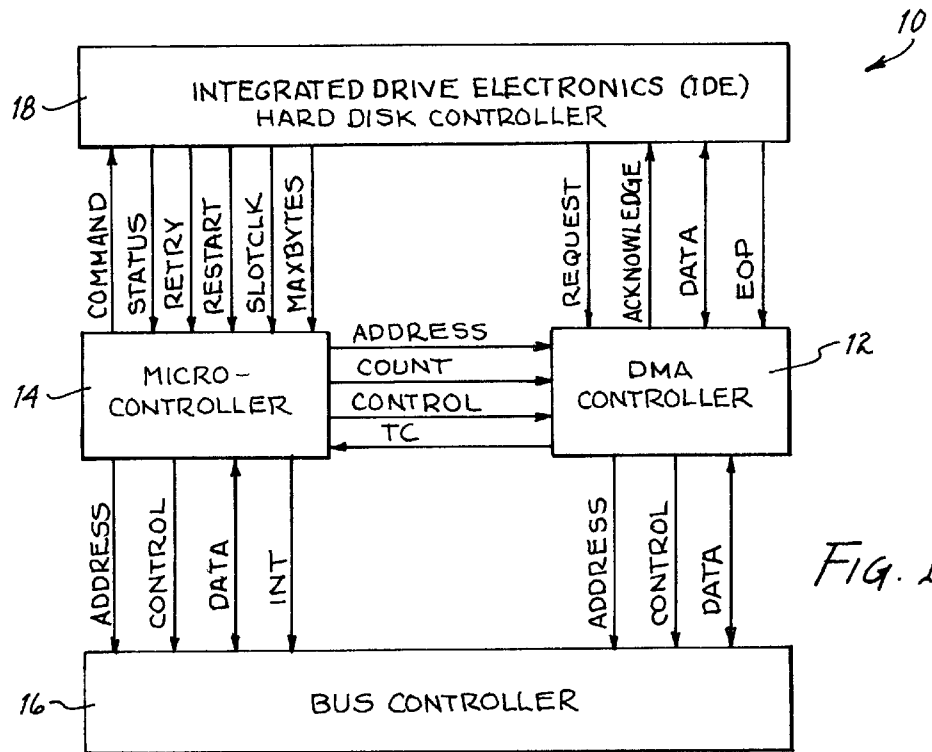 10
18
INTEGRATED DRIVE ELECTRONICS (IDE)
HARD DISK CONTROLLER
COMMAND
STATUS
RETRY
RESTART
SLOTCLK
MAXBYTES
REQUEST
ACKNOWLEDGE
DATA
EOP
ADDRESS
COUNT
CONTROL
TC
14
MICRO-
CONTROLLER
12
DMA
CONTROLLER
ADDRESS
CONTROL
DATA
INT
ADDRESS
CONTROL
DATA
FIG.
16
BUS CONTROLLER